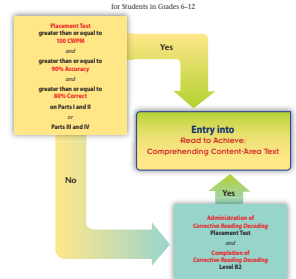 for Students in Grades 6–12
Placement Test
greater than or equal to
100 CWPM
and
greater than or equal to
90% Accuracy
and
greater than or equal to
80% Correct
on Parts I and II
or
Parts III and IV
Yes
Entry into
Read to Achieve:
Comprehending Content-Area Text
No
Yes
Administration of
Corrective Reading Decoding
Placement Test
and
Completion of
Corrective Reading Decoding
Level B2